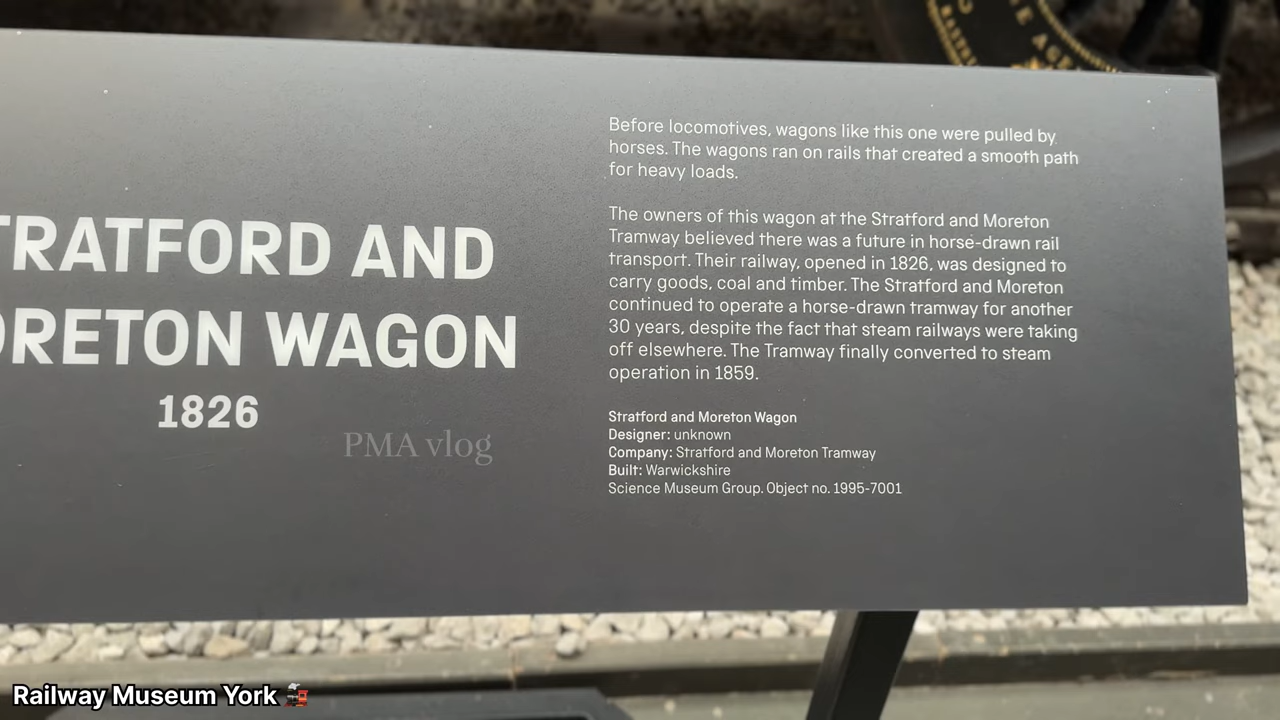 TRATFORD AND
ORETON WAGON
1826
PMA vlog
Before locomotives, wagons like this one were pulled by
horses. The wagons ran on rails that created a smooth path
for heavy loads.
The owners of this wagon at the Stratford and Moreton
Tramway believed there was a future in horse-drawn rail
transport. Their railway, opened in 1826, was designed to
carry goods, coal and timber. The Stratford and Moreton
continued to operate a horse-drawn tramway for another
30 years, despite the fact that steam railways were taking
off elsewhere. The Tramway finally converted to steam
operation in 1859.
Stratford and Moreton Wagon
Designer: unknown
Company: Stratford and Moreton Tramway
Built: Warwickshire
Science Museum Group. Object no. 1995-7001
Railway Museum York 🚂